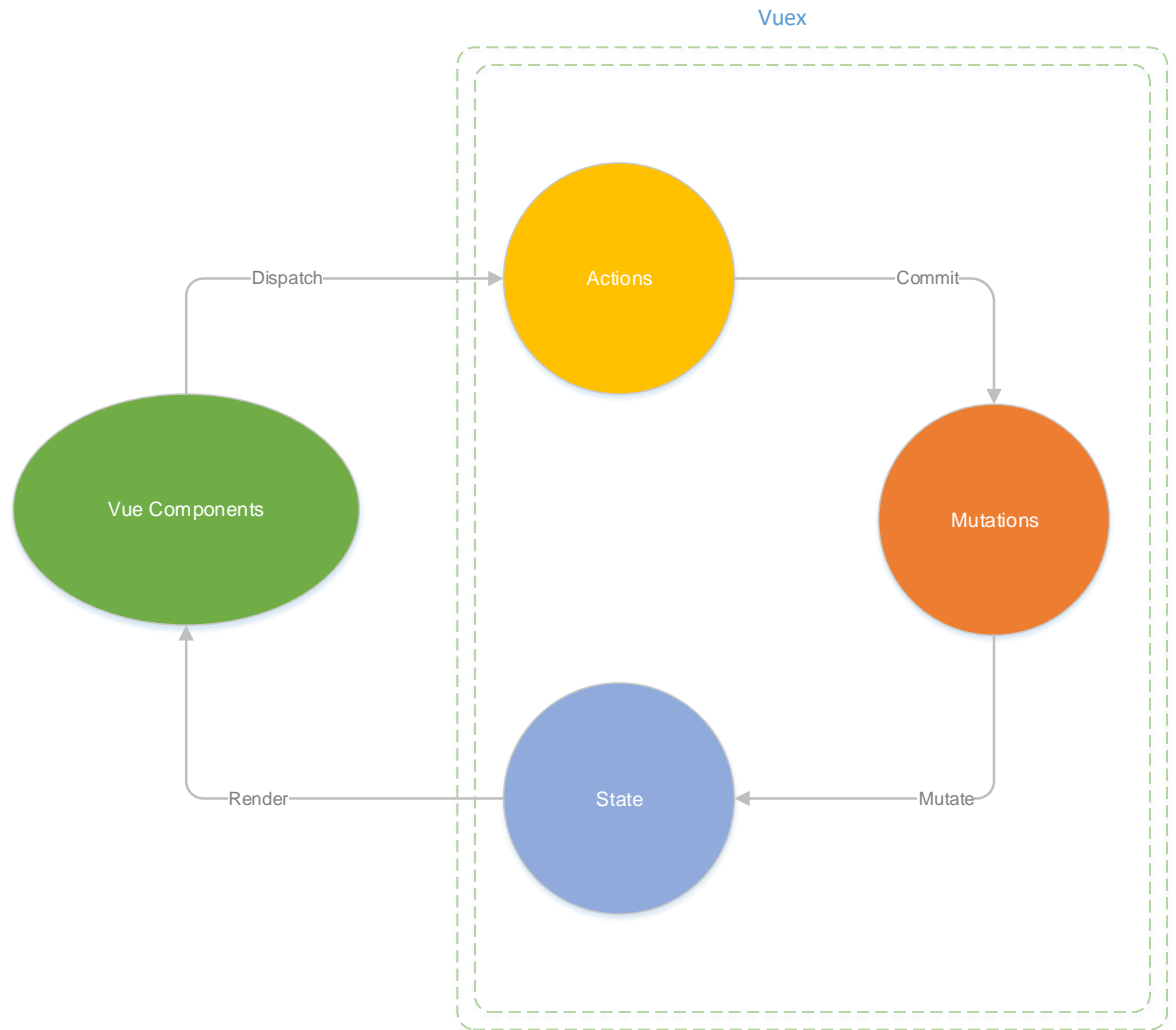 Vuex
Dispatch
Actions
Commit
Vue Components
Mutations
Render
State
Mutate